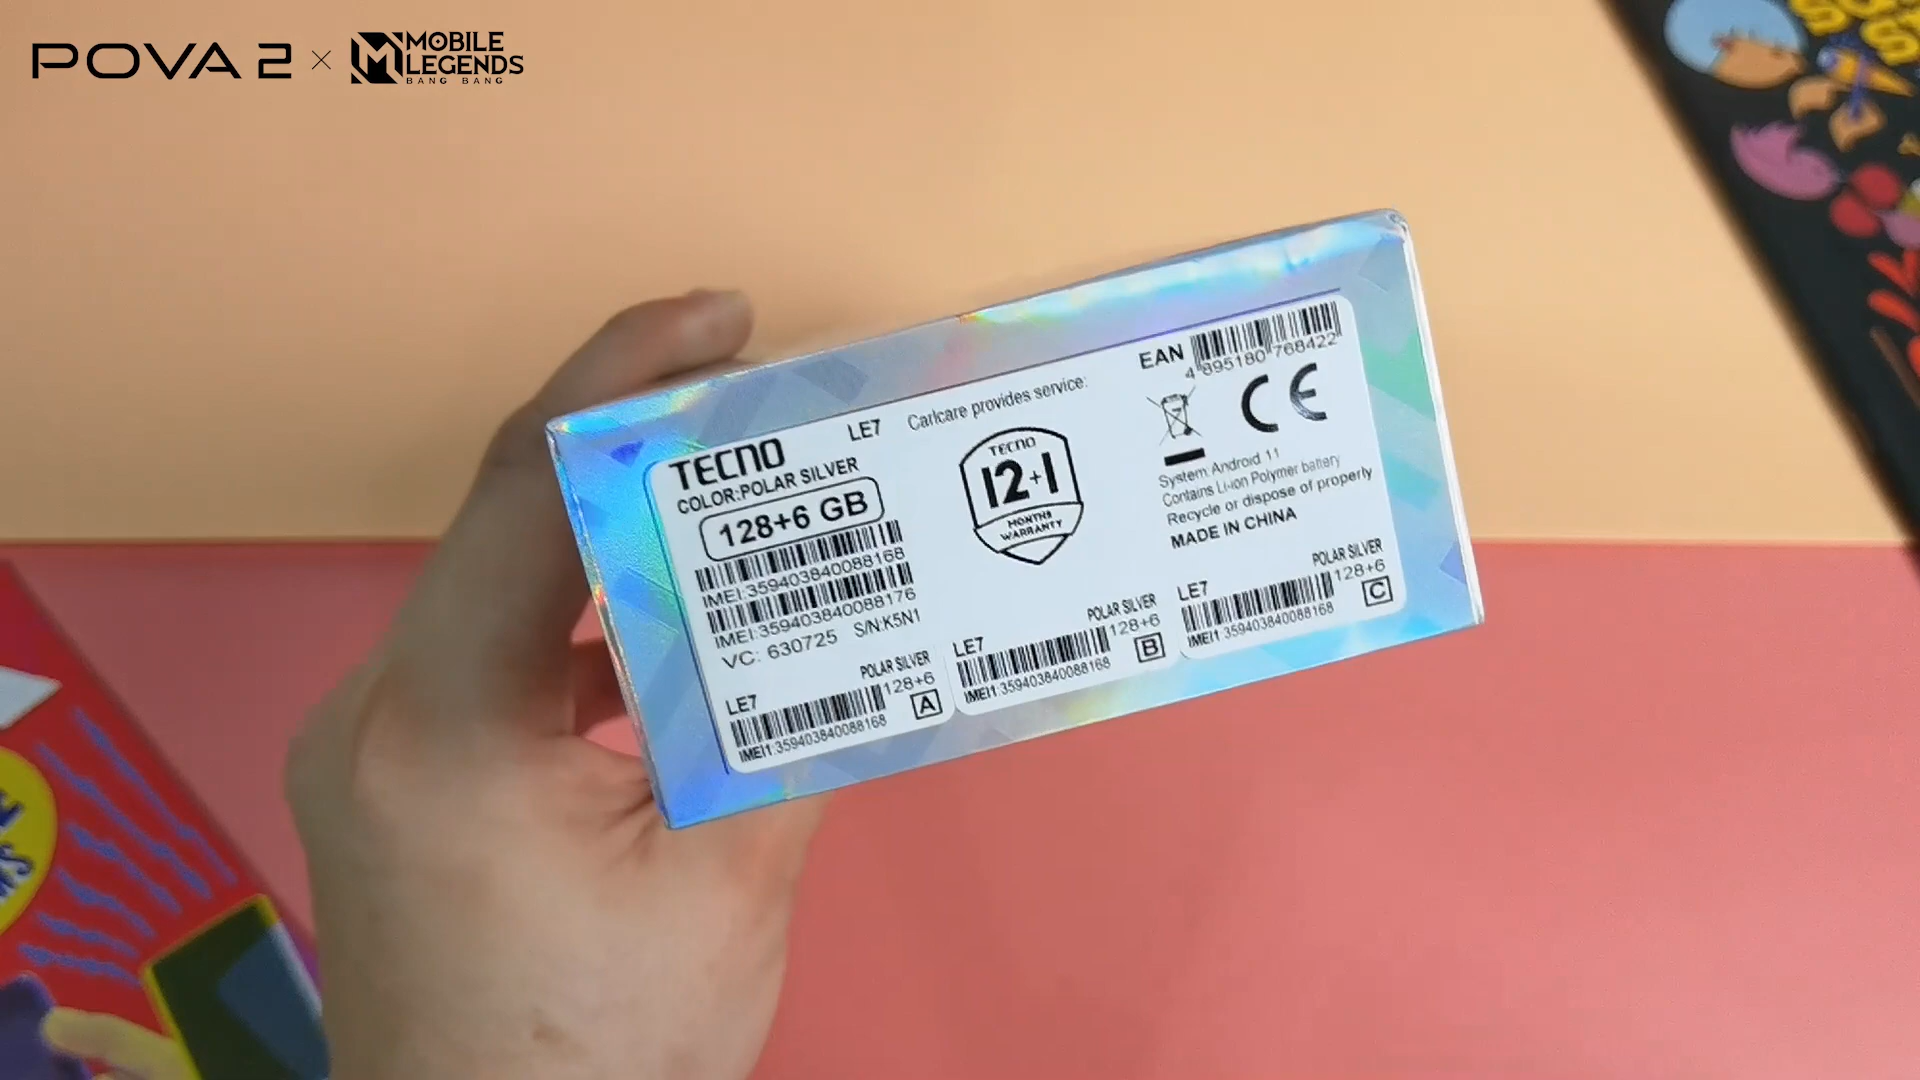 POVA 2 × MOBILE LEGENDS
BANG BANG
TECNO
LE7
COLOR:POLAR SILVER
128+6 GB
IMEI:359403840088168
IMEI:359403840088176
VC: 630725 S/N:K5N1
Carlcare provides service:
TECNO
12+1
MONTHS
WARRANTY
EAN
4 895180 768422
CE
System: Android 11
Contains Li-ion Polymer battery
Recycle or dispose of properly
MADE IN CHINA
LE7
POLAR SILVER
128+6
IMEI1:359403840088168
A
LE7
POLAR SILVER
128+6
IMEI1:359403840088168
B
LE7
POLAR SILVER
128+6
IMEI1:359403840088168
C